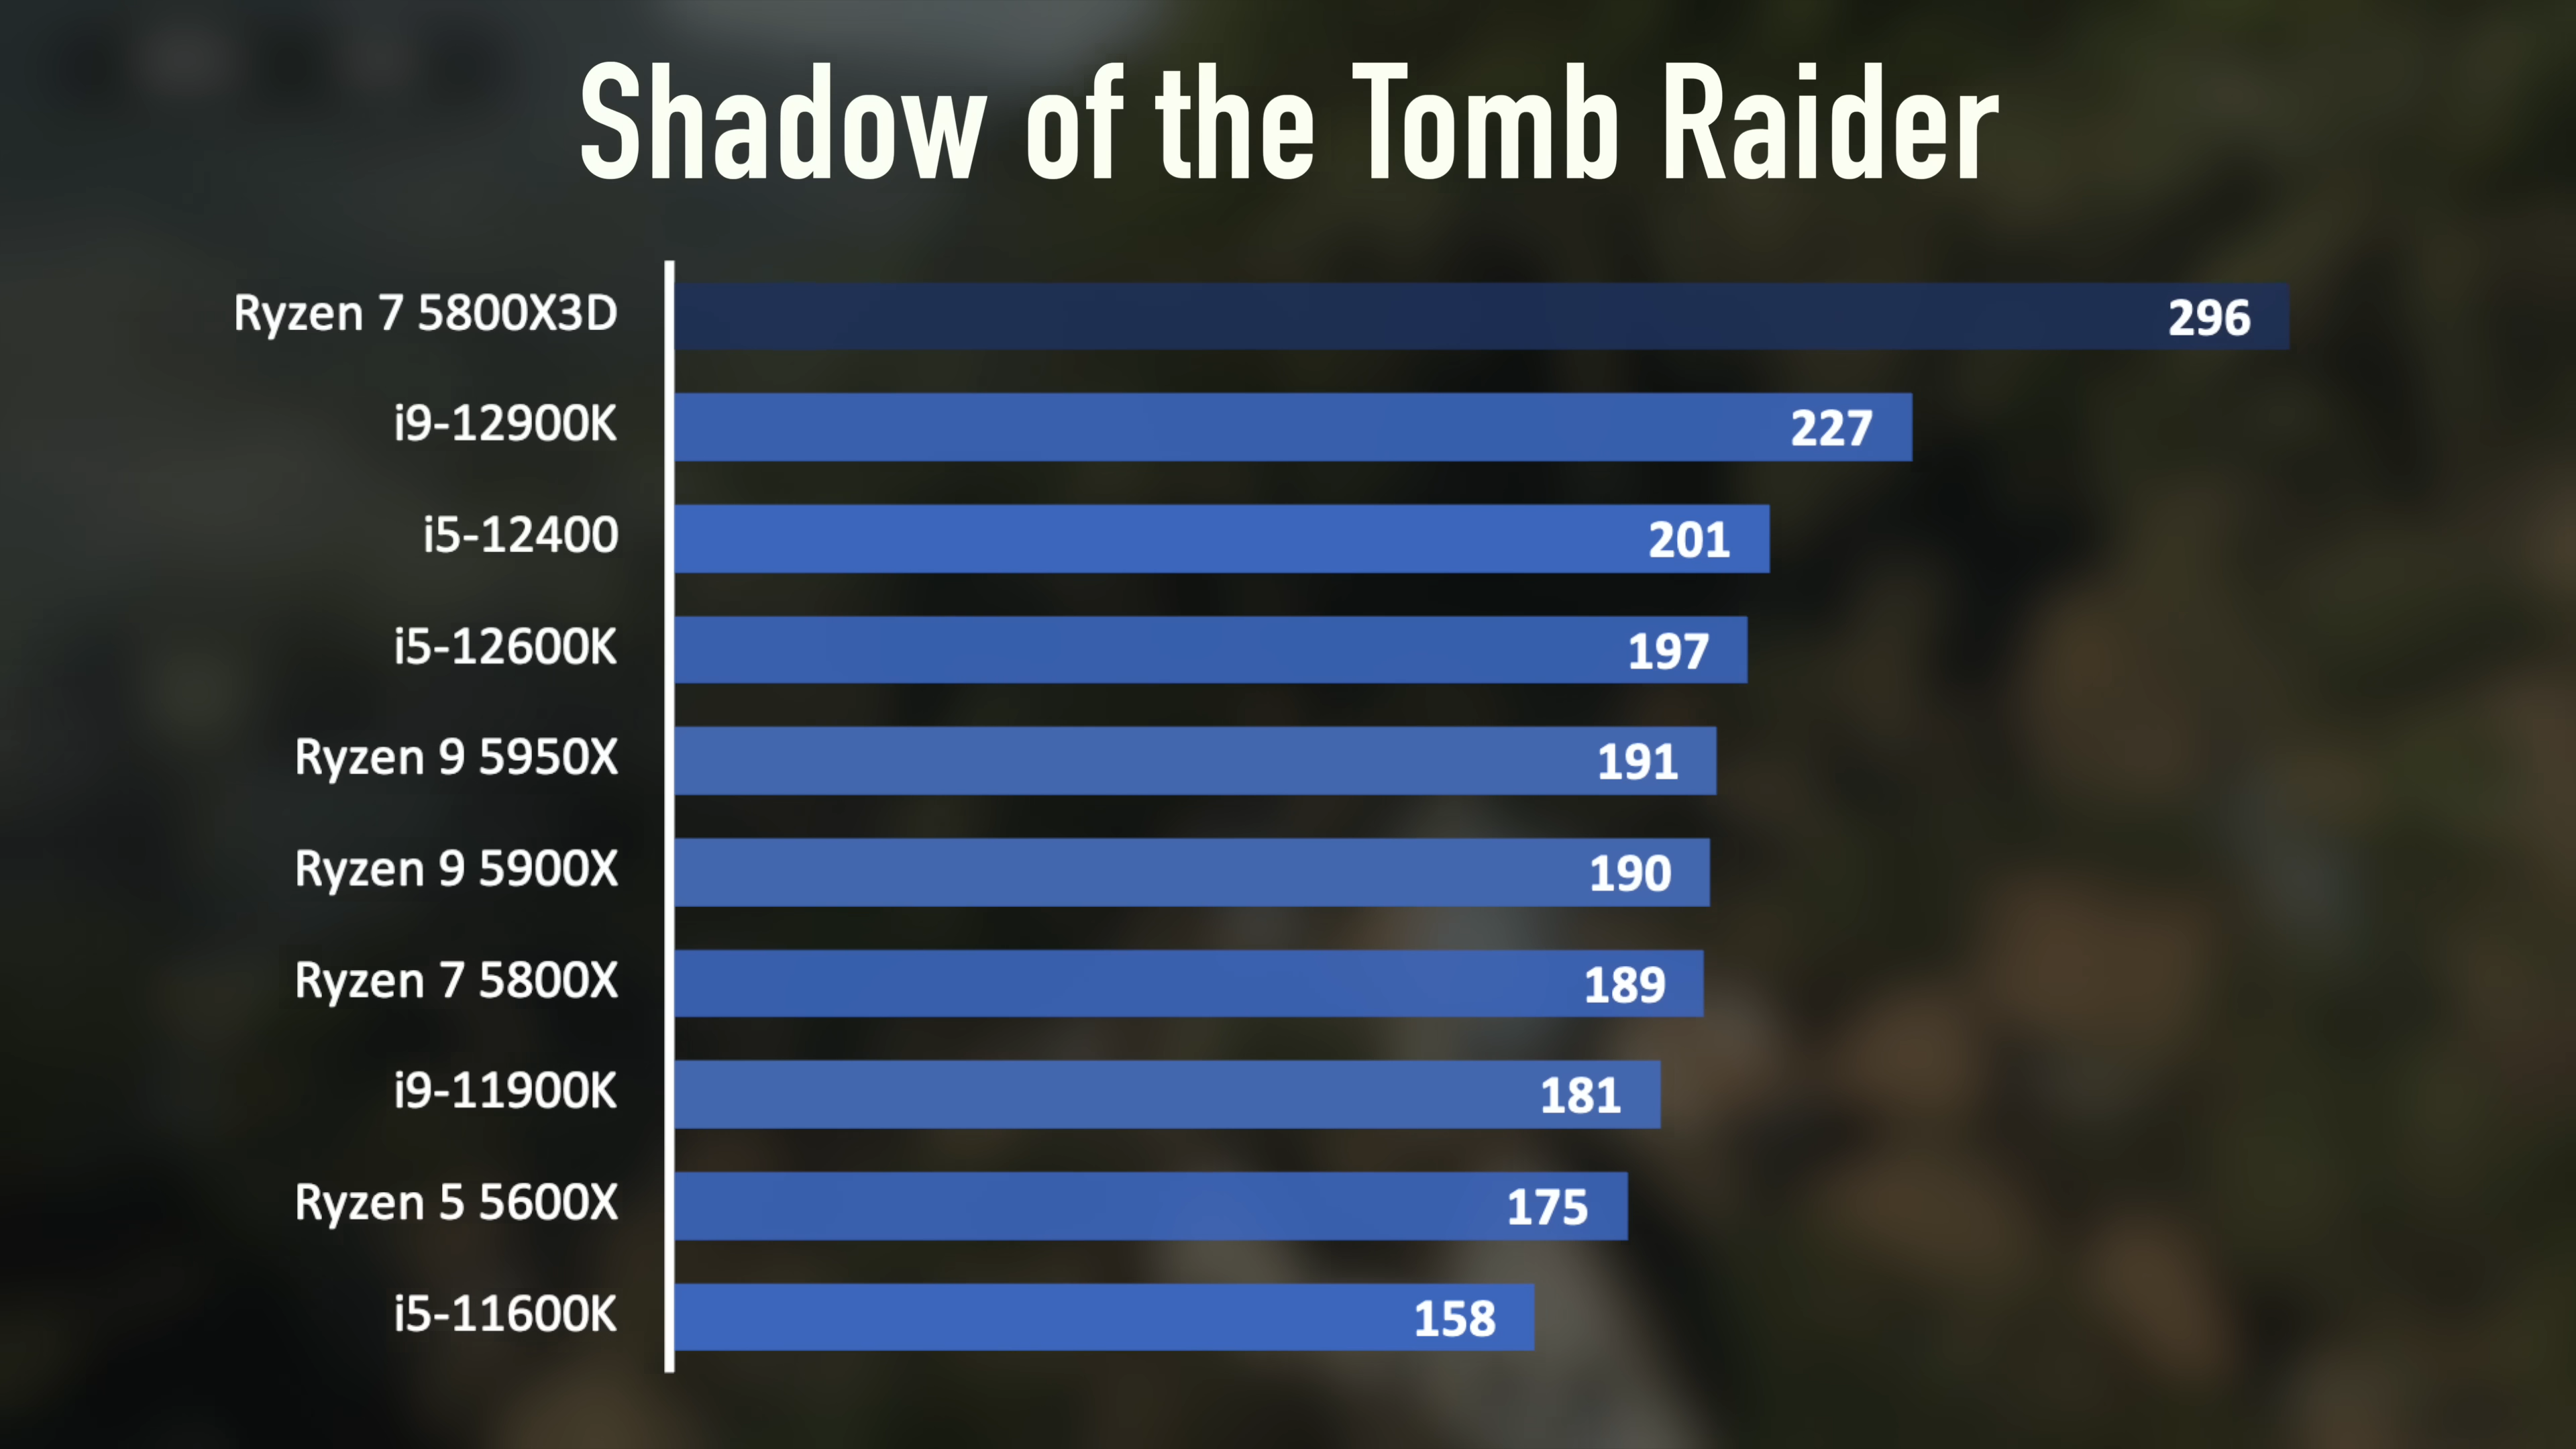 Shadow of the Tomb Raider
Ryzen 7 5800X3D 296
i9-12900K 227
i5-12400 201
i5-12600K 197
Ryzen 9 5950X 191
Ryzen 9 5900X 190
Ryzen 7 5800X 189
i9-11900K 181
Ryzen 5 5600X 175
i5-11600K 158